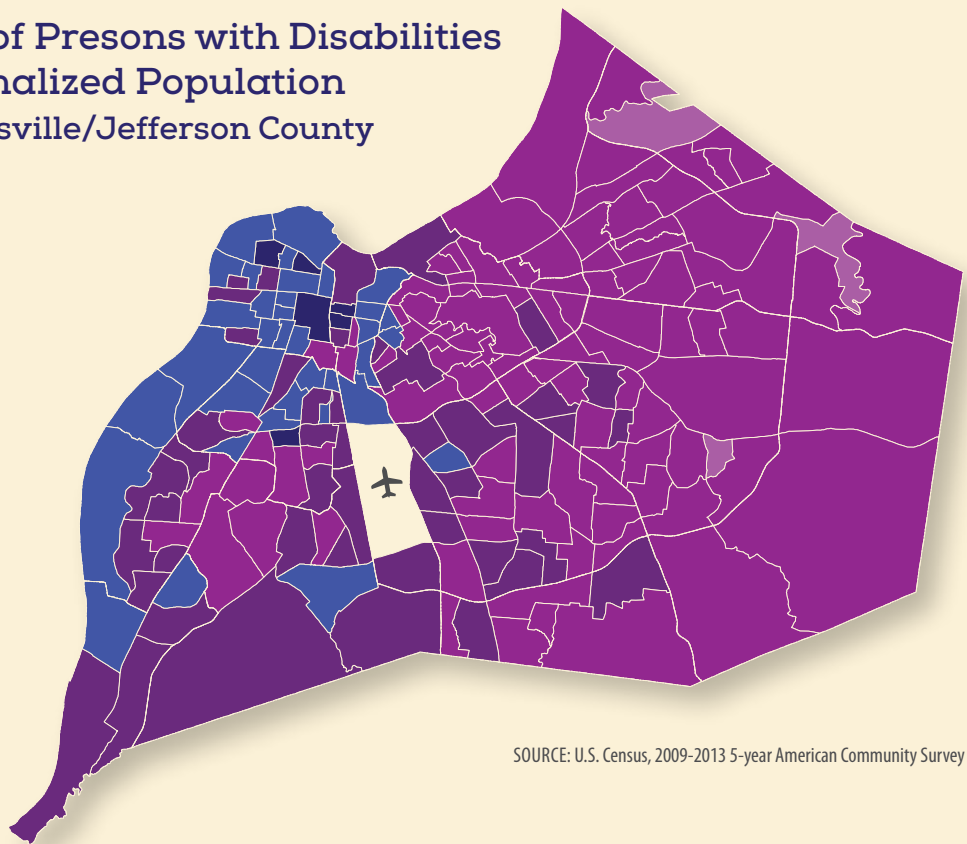 of Presons with Disabilities
nalized Population
sville/Jefferson County
SOURCE: U.S. Census, 2009-2013 5-year American Community Survey